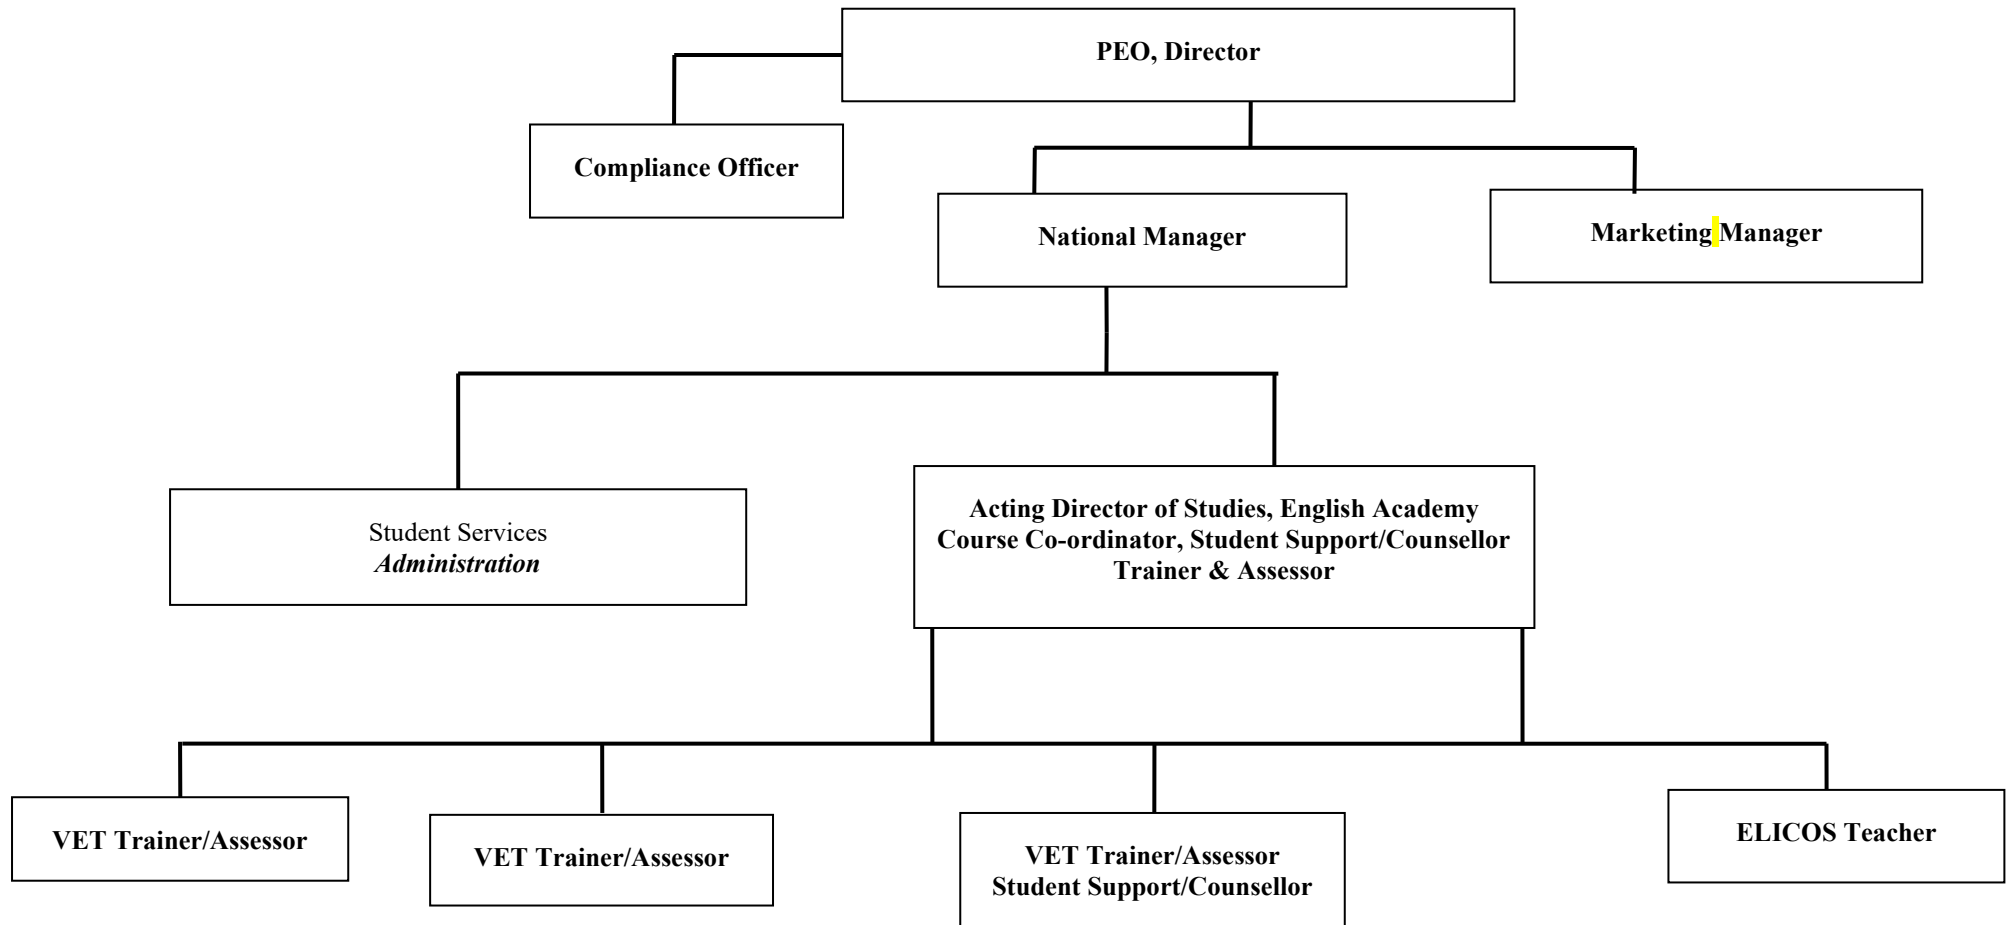 PEO, Director
Compliance Officer
National Manager
Marketing Manager
Student Services
Administration
Acting Director of Studies, English Academy
Course Co-ordinator, Student Support/Counsellor
Trainer & Assessor
VET Trainer/Assessor
VET Trainer/Assessor
VET Trainer/Assessor
Student Support/Counsellor
ELICOS Teacher